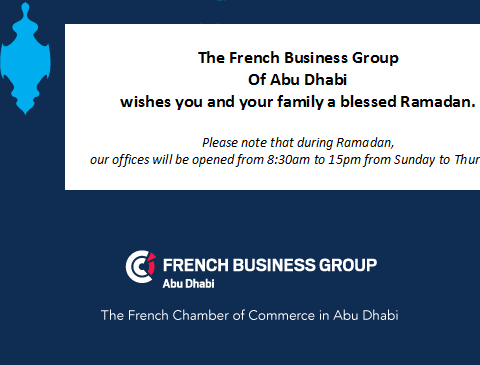 The French Business Group
Of Abu Dhabi
wishes you and your family a blessed Ramadan.
Please note that during Ramadan,
our offices will be opened from 8:30am to 15pm from Sunday to Thur
FRENCH BUSINESS GROUP
Abu Dhabi
The French Chamber of Commerce in Abu Dhabi